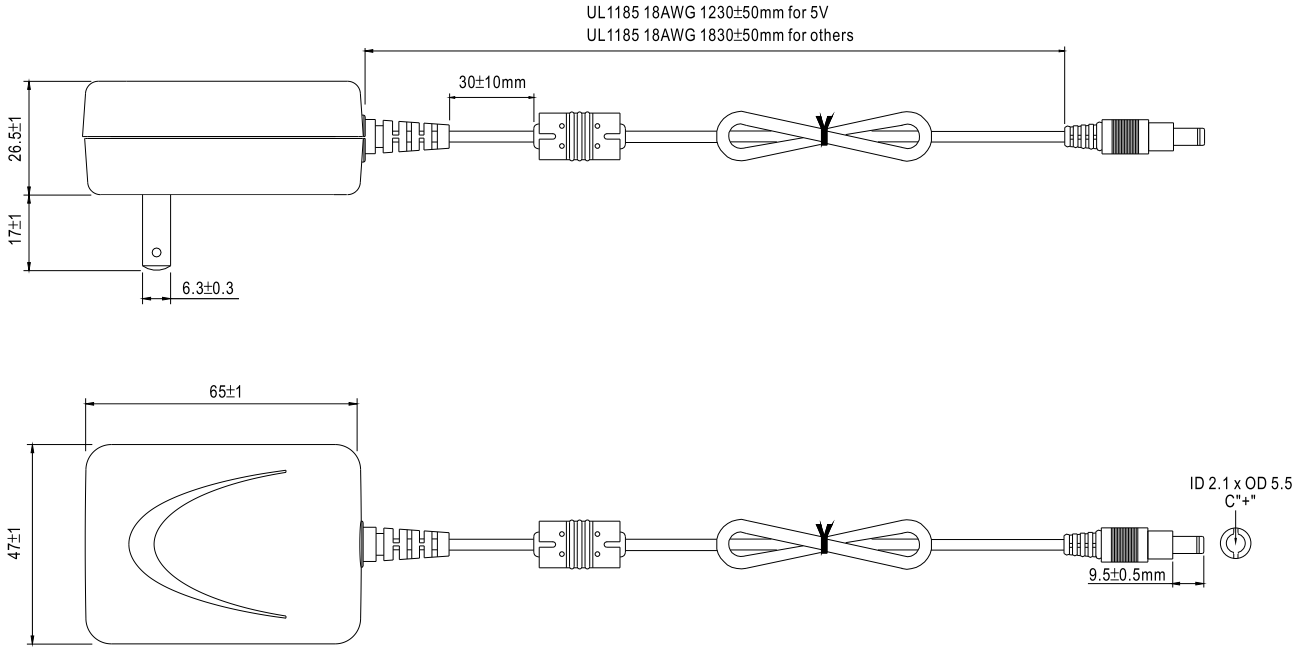 UL1185 18AWG 1230±50mm for 5V
UL1185 18AWG 1830±50mm for others
30±10mm
26.5±1
17±1
6.3±0.3
65±1
47±1
ID 2.1 x OD 5.5
C"+"
9.5±0.5mm